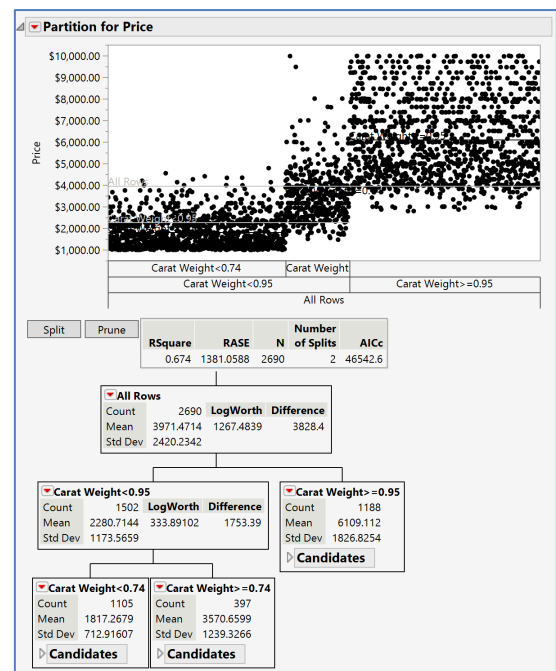 Partition for Price
$10,000.00
$9,000.00
$8,000.00
$7,000.00
$6,000.00
$5,000.00
$4,000.00
$3,000.00
$2,000.00
$1,000.00
Price
All Rows
Carat Weight<0.74 Carat Weight
Carat Weight<0.95 Carat Weight>=0.95
All Rows
Split Prune
RSquare RASE N Number of Splits AICc
0.674 1381.0588 2690 2 46542.6
All Rows
Count 2690 LogWorth Difference
Mean 3971.4714 1267.4839 3828.4
Std Dev 2420.2342
Carat Weight<0.95
Count 1502 LogWorth Difference
Mean 2280.7144 333.89102 1753.39
Std Dev 1173.5659
Carat Weight>=0.95
Count 1188
Mean 6109.112
Std Dev 1826.8254
Candidates
Carat Weight<0.74
Count 1105
Mean 1817.2679
Std Dev 712.91607
Candidates
Carat Weight>=0.74
Count 397
Mean 3570.6599
Std Dev 1239.3266
Candidates